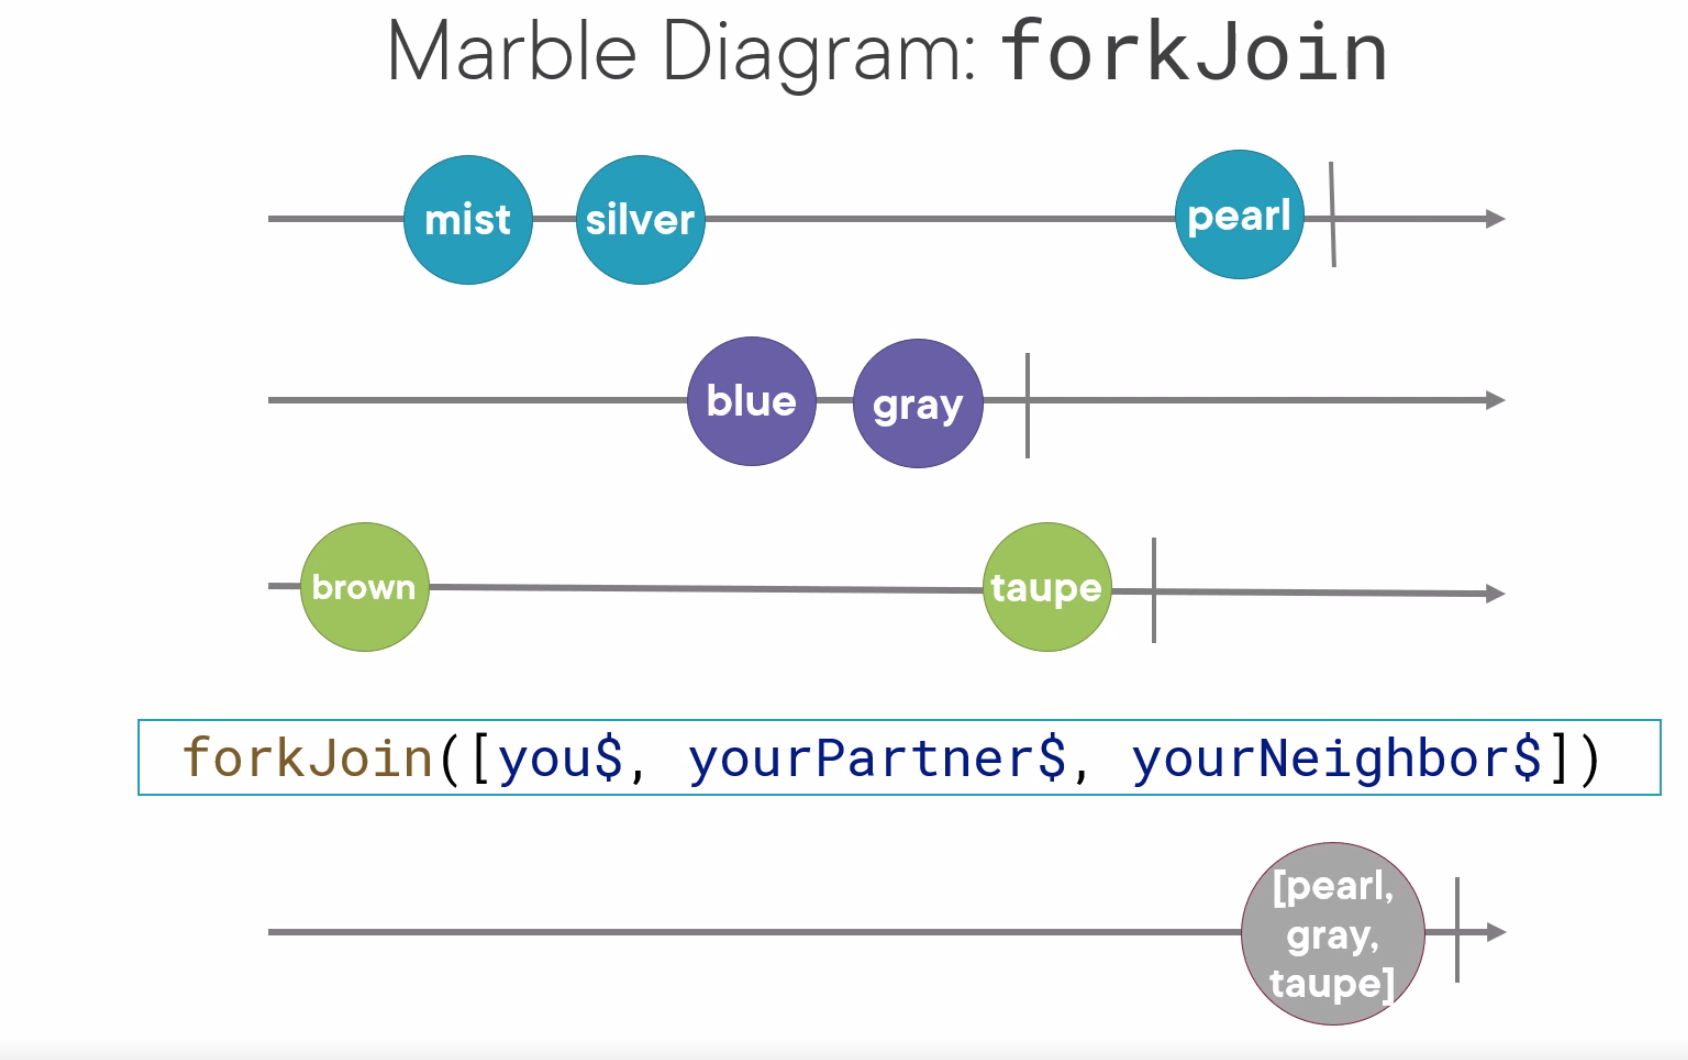 Marble Diagram: forkJoin
mist silver pearl
blue gray
brown taupe
forkJoin([you$, yourPartner$, yourNeighbor$])
[pearl,
gray,
taupe]